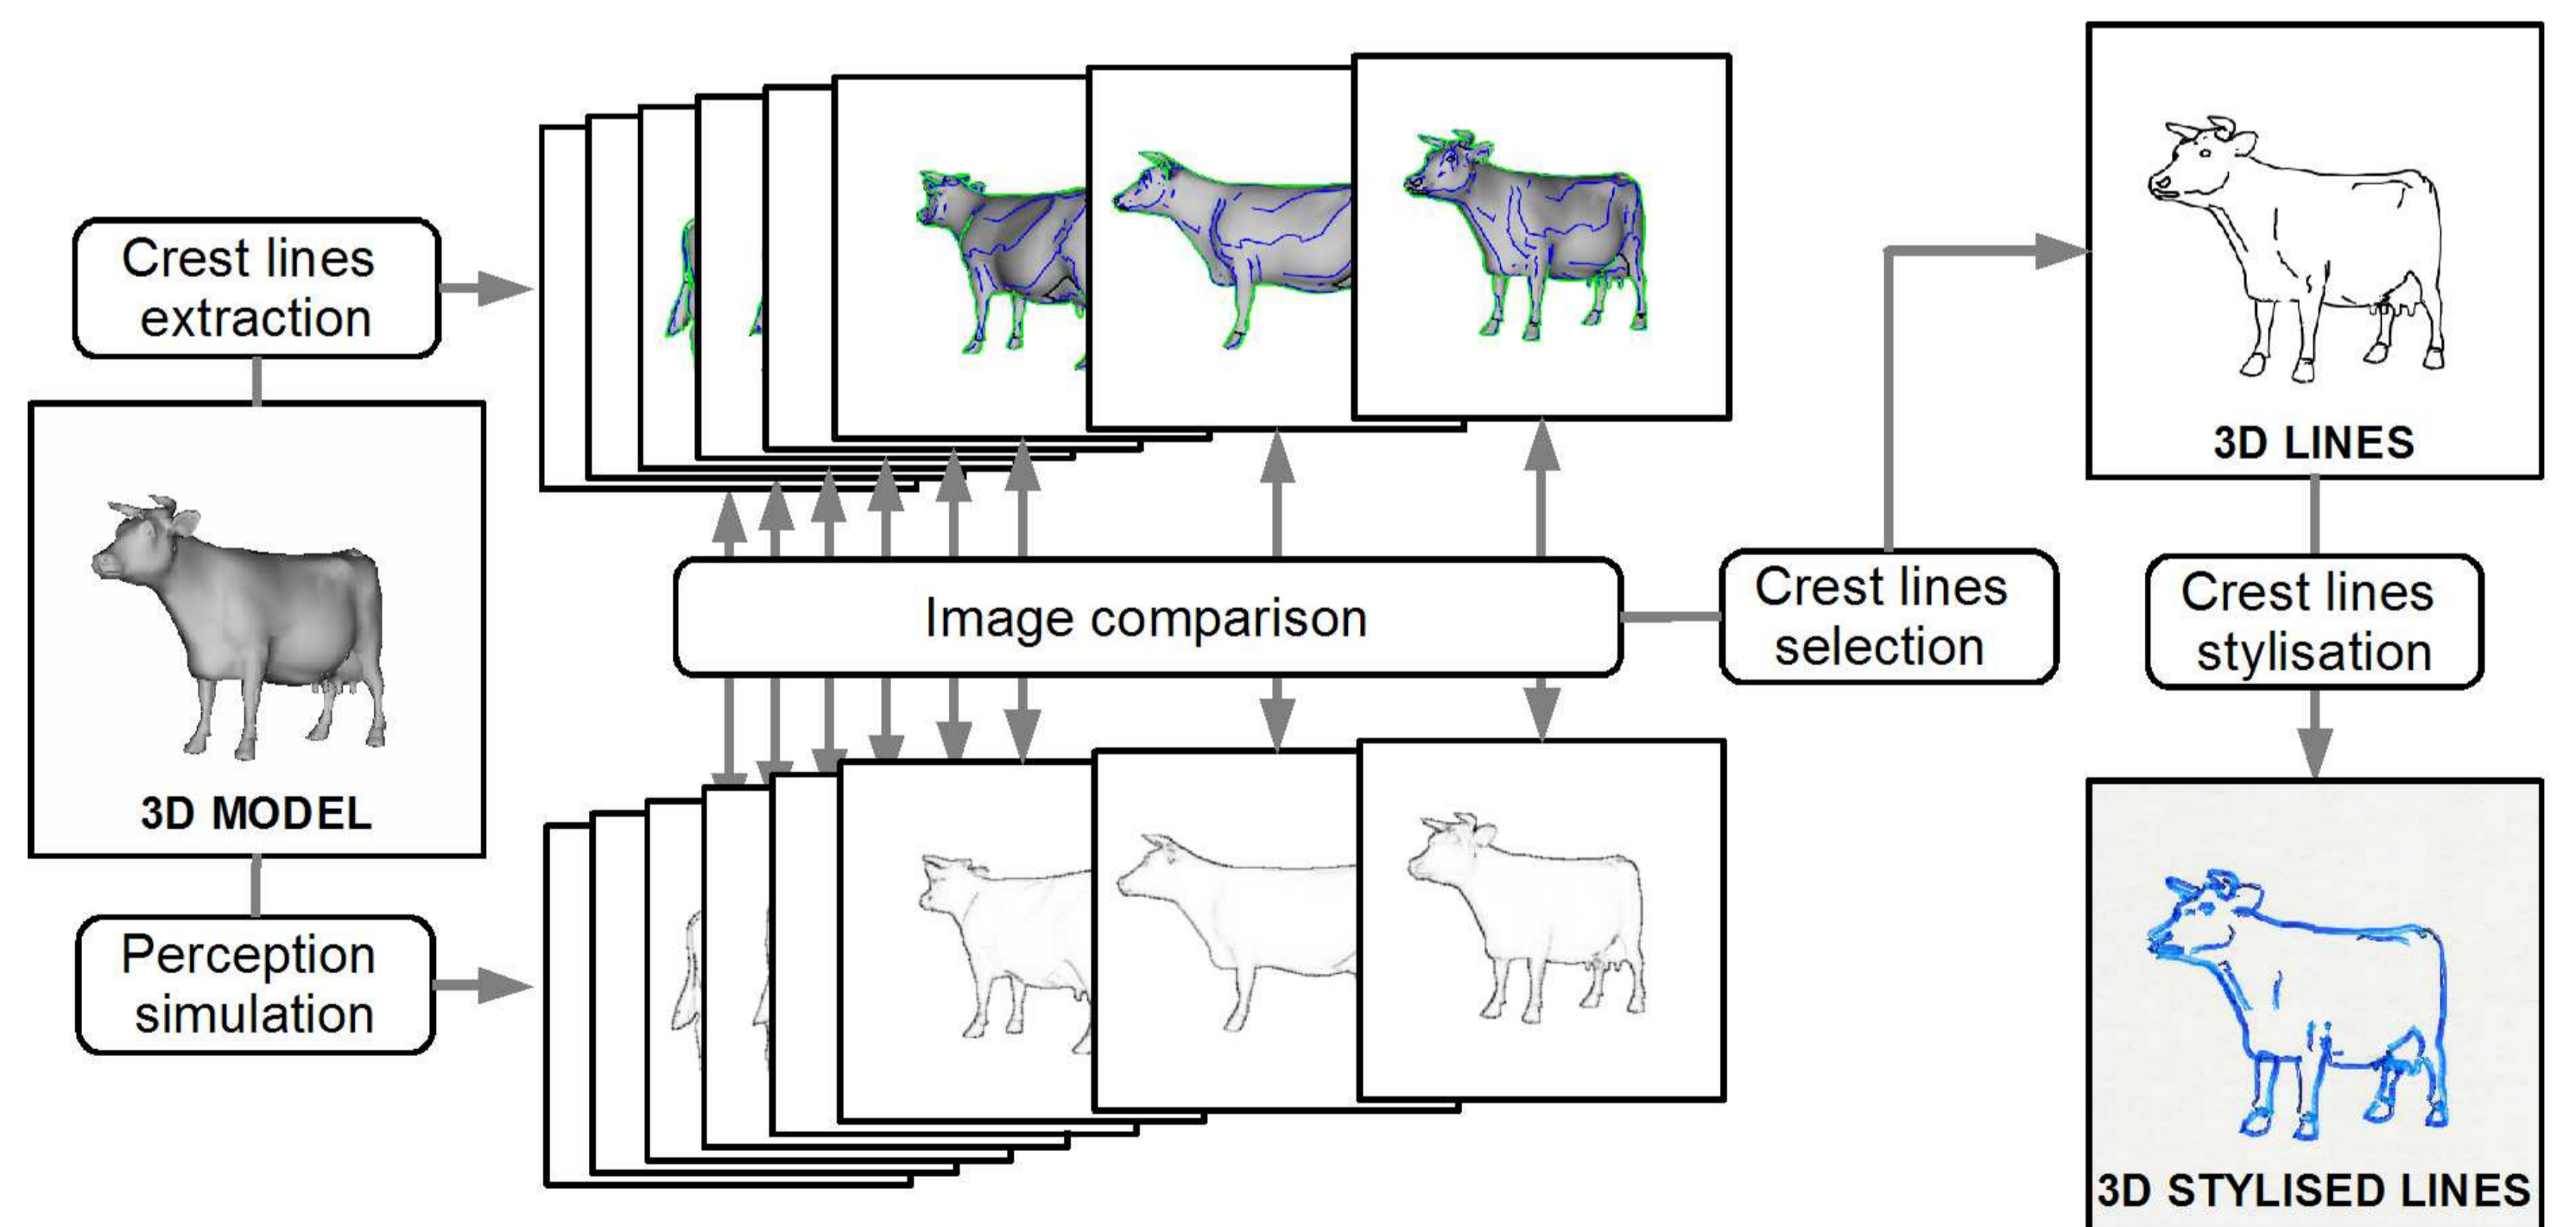 Crest lines
extraction
3D MODEL
Perception
simulation
Image comparison
Crest lines
selection
3D LINES
Crest lines
stylisation
3D STYLISED LINES